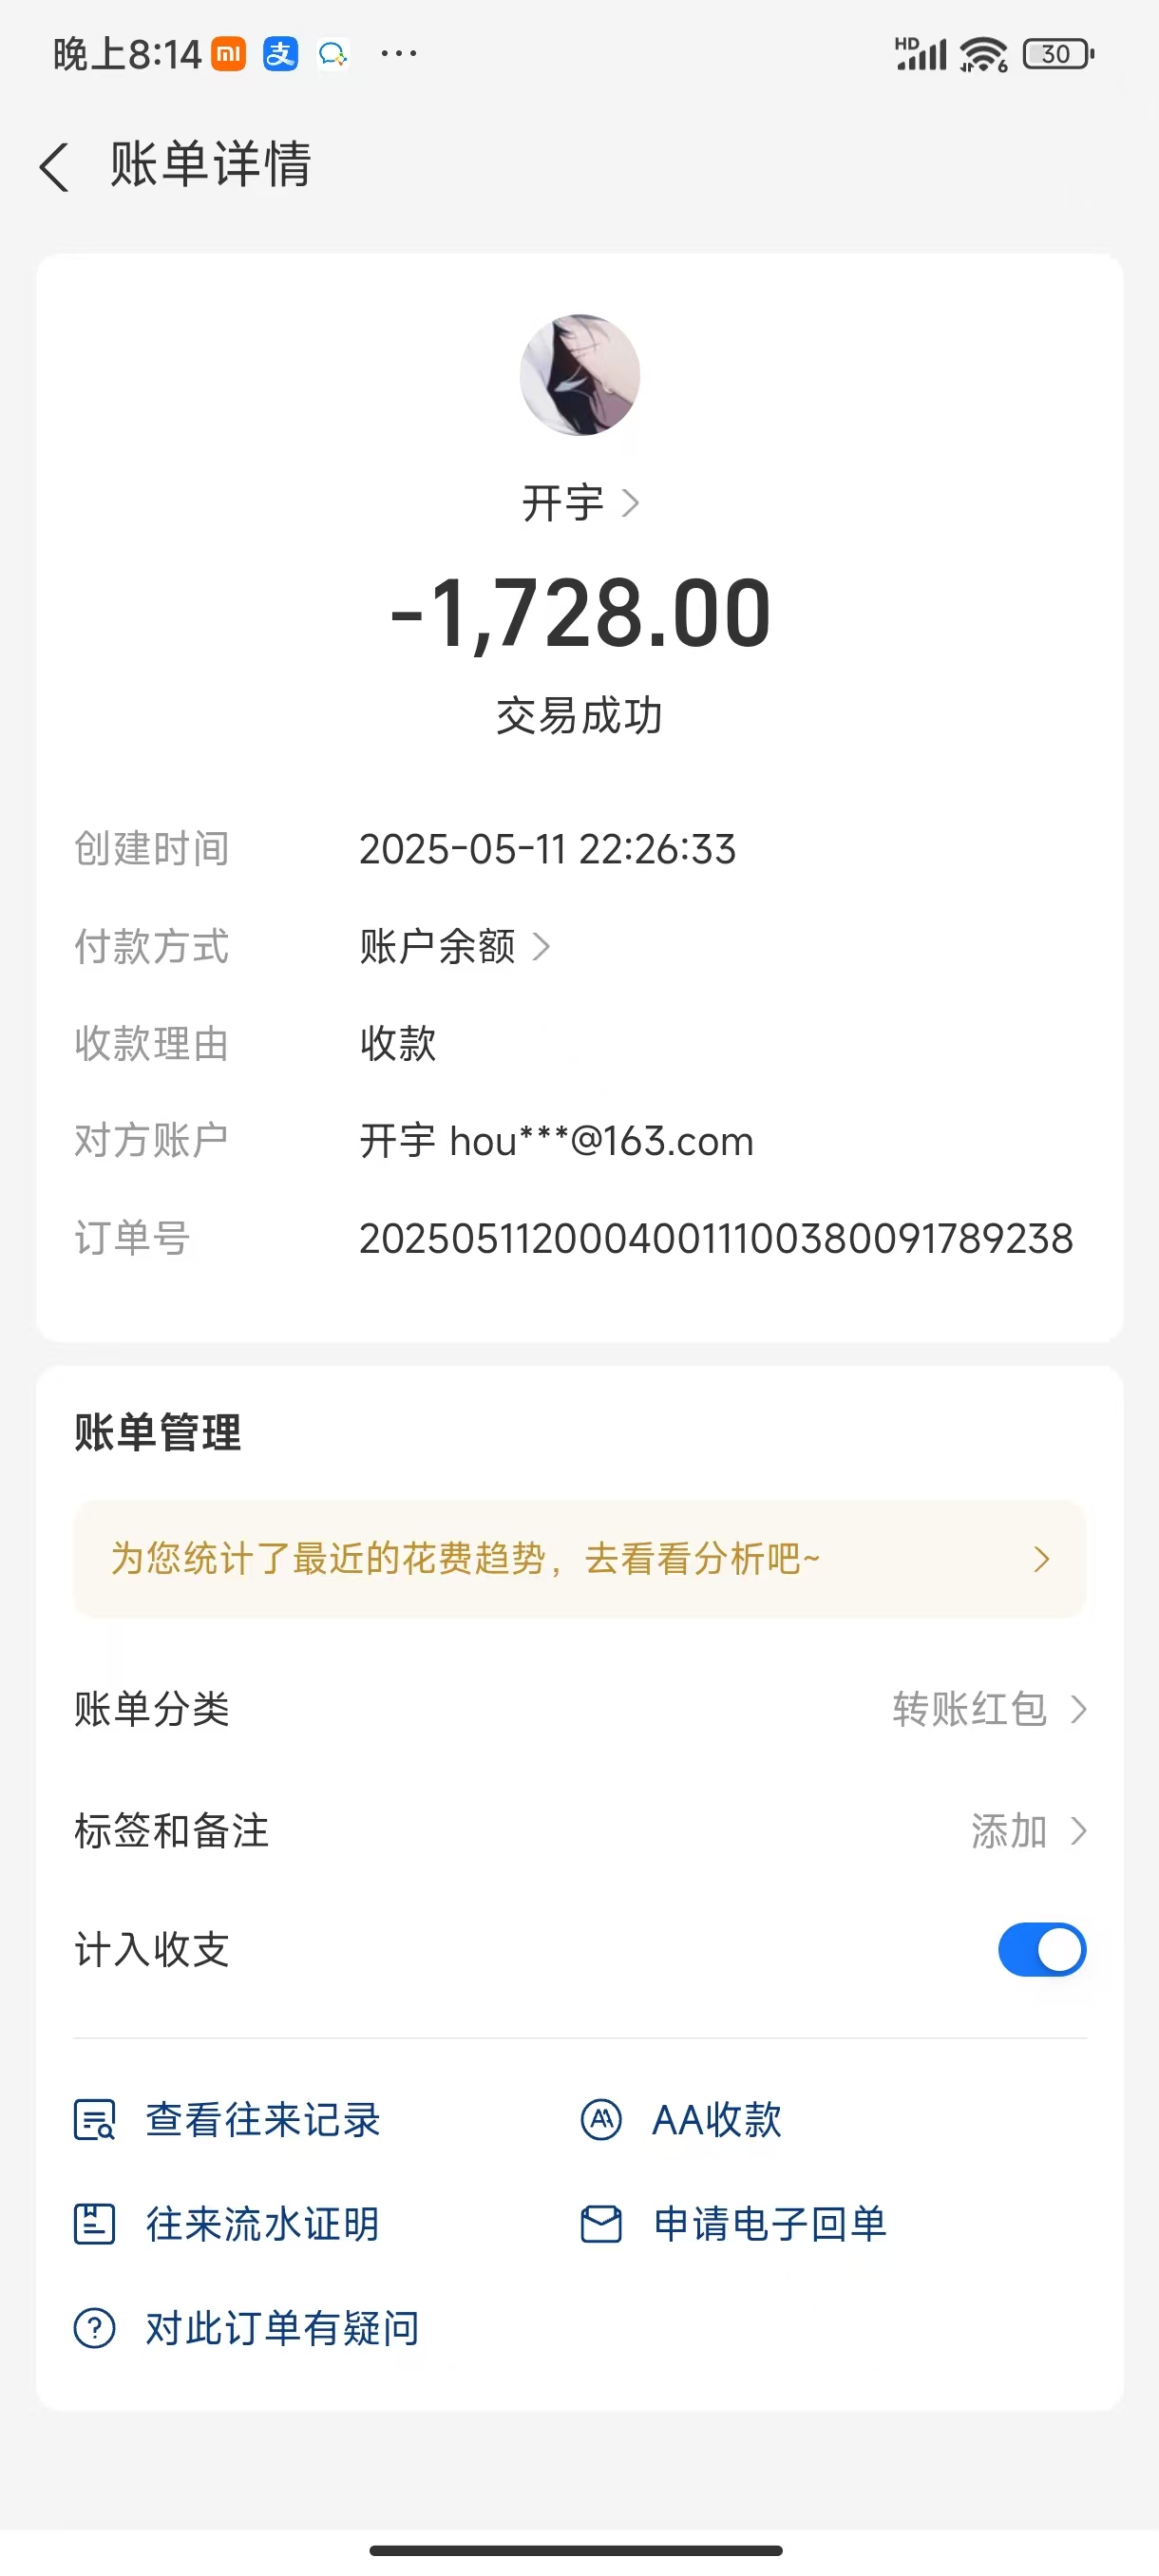 晚上8:14 mi 支 ...
HD 6 30
账单详情
开宇
-1,728.00
交易成功
创建时间 2025-05-11 22:26:33
付款方式 账户余额
收款理由 收款
对方账户 开宇 hou***@163.com
订单号 20250511200040011100380091789238
账单管理
为您统计了最近的花费趋势，去看看分析吧~
账单分类 转账红包
标签和备注 添加
计入收支
查看往来记录 AA收款
往来流水证明 申请电子回单
对此订单有疑问